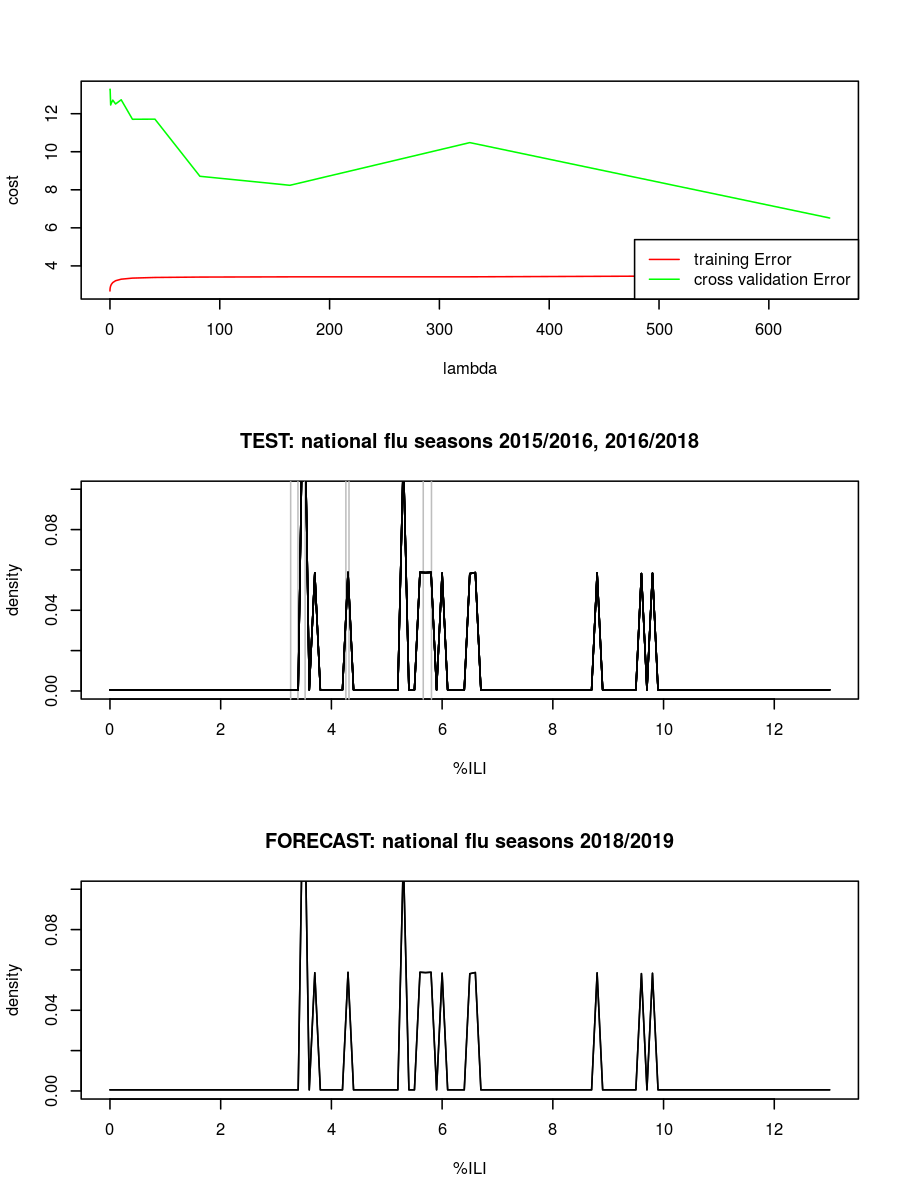 cost
12
10
8
6
4
training Error
cross validation Error
0 100 200 300 400 500 600
lambda
TEST: national flu seasons 2015/2016, 2016/2018
density
0.08
0.04
0.00
0 2 4 6 8 10 12
%ILI
FORECAST: national flu seasons 2018/2019
density
0.08
0.04
0.00
0 2 4 6 8 10 12
%ILI